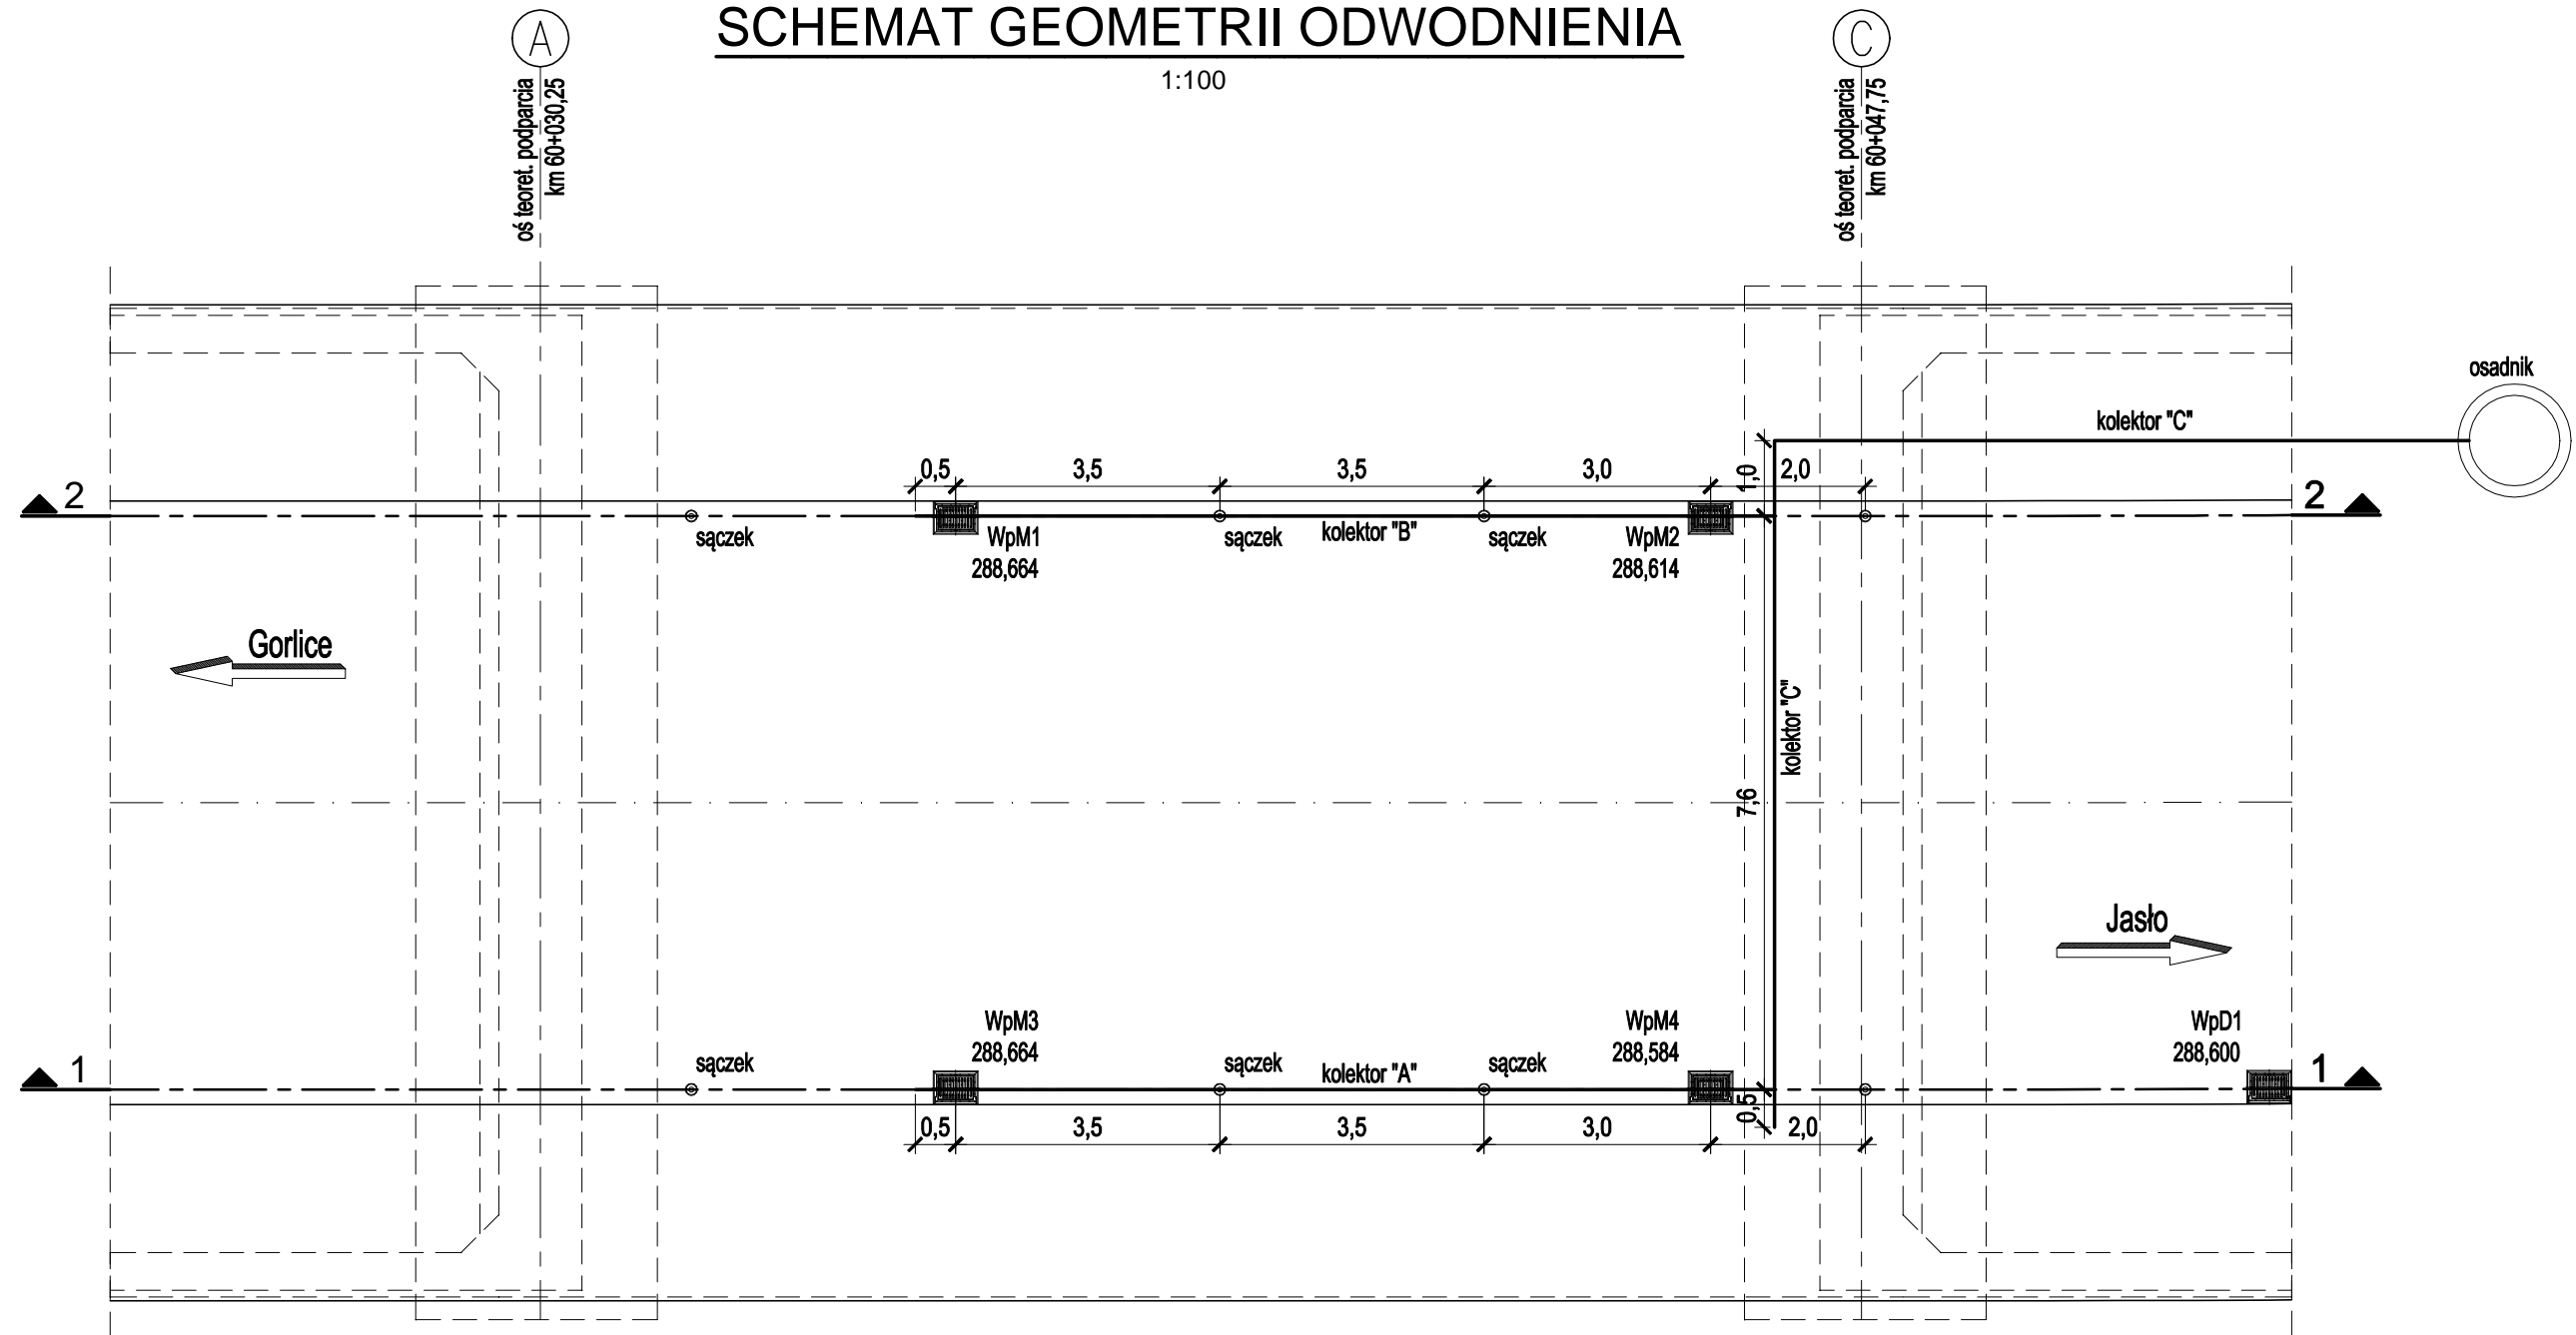 SCHEMAT GEOMETRII ODWODNIENIA
1:100
A
oś teoret. podparcia
km 60+030,25
C
oś teoret. podparcia
km 60+047,75
osadnik
kolektor "C"
0,5
3,5
3,5
3,0
1,0
2,0
2
2
sączek
WpM1
288,664
sączek
kolektor "B"
sączek
WpM2
288,614
Gorlice
kolektor "C"
7,6
Jasło
WpM3
288,664
WpM4
288,584
WpD1
288,600
1
sączek
sączek
kolektor "A"
sączek
1
0,5
3,5
3,5
3,0
0,5
2,0